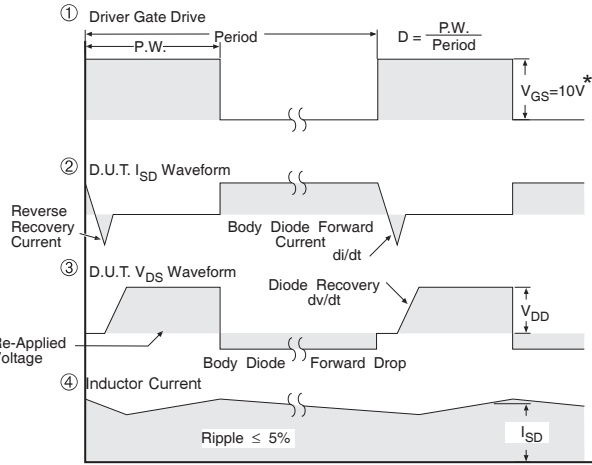 ① Driver Gate Drive
P.W.
Period
D = P.W. / Period
V_GS=10V*
② D.U.T. I_SD Waveform
Reverse
Recovery
Current
Body Diode Forward
Current
di/dt
③ D.U.T. V_DS Waveform
Diode Recovery
dv/dt
V_DD
Re-Applied
Voltage
Body Diode Forward Drop
④ Inductor Current
Ripple ≤ 5%
I_SD